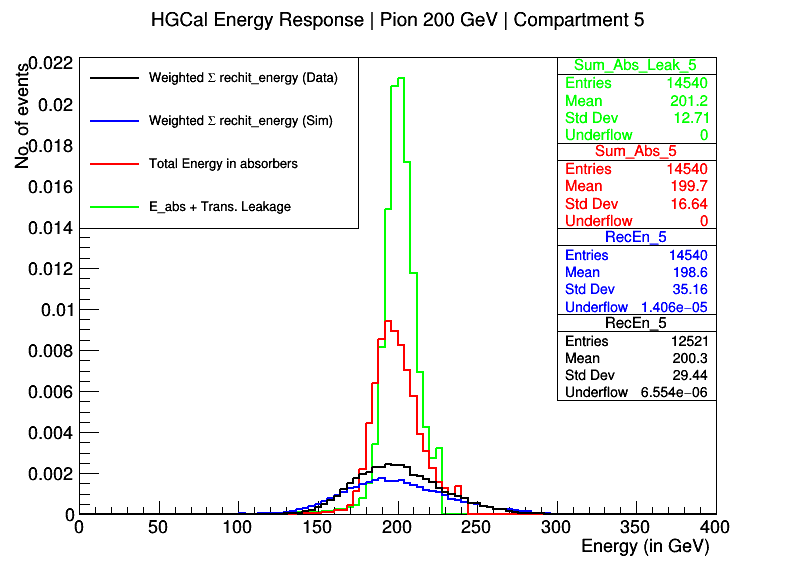 HGCal Energy Response | Pion 200 GeV | Compartment 5
No. of events
0.022
0.02
0.018
0.016
0.014
0.012
0.01
0.008
0.006
0.004
0.002
0
Weighted Σ rechit_energy (Data)
Weighted Σ rechit_energy (Sim)
Total Energy in absorbers
E_abs + Trans. Leakage
Sum_Abs_Leak_5
Entries 14540
Mean 201.2
Std Dev 12.71
Underflow 0
Sum_Abs_5
Entries 14540
Mean 199.7
Std Dev 16.64
Underflow 0
RecEn_5
Entries 14540
Mean 198.6
Std Dev 35.16
Underflow 1.406e−05
RecEn_5
Entries 12521
Mean 200.3
Std Dev 29.44
Underflow 6.554e−06
0 50 100 150 200 250 300 350 400
Energy (in GeV)